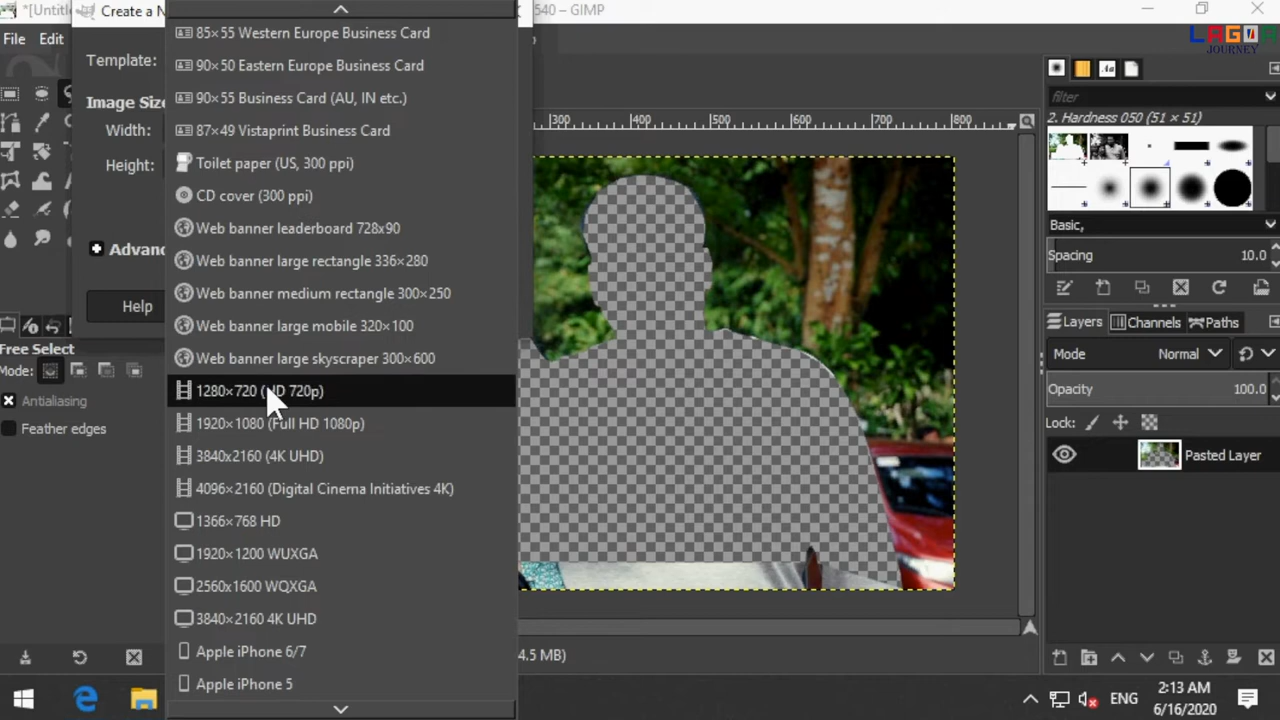 *[Untitl
Create a N
540 – GIMP
LAGOA
JOURNEY
File Edit
Template:
Image Siz
Width:
Height:
Advan
Help
85×55 Western Europe Business Card
90×50 Eastern Europe Business Card
90×55 Business Card (AU, IN etc.)
87×49 Vistaprint Business Card
Toilet paper (US, 300 ppi)
CD cover (300 ppi)
Web banner leaderboard 728x90
Web banner large rectangle 336×280
Web banner medium rectangle 300×250
Web banner large mobile 320×100
Web banner large skyscraper 300×600
1280×720 (HD 720p)
1920×1080 (Full HD 1080p)
3840x2160 (4K UHD)
4096×2160 (Digital Cinema Initiatives 4K)
1366×768 HD
1920×1200 WUXGA
2560x1600 WQXGA
3840×2160 4K UHD
Apple iPhone 6/7
Apple iPhone 5
300 400 500 600 700 800
Free Select
Mode:
Antialiasing
Feather edges
4.5 MB)
Aa
filter
2. Hardness 050 (51 × 51)
Basic,
Spacing 10.0
Layers Channels Paths
Mode Normal
Opacity 100.0
Lock:
Pasted Layer
ENG
2:13 AM
6/16/2020